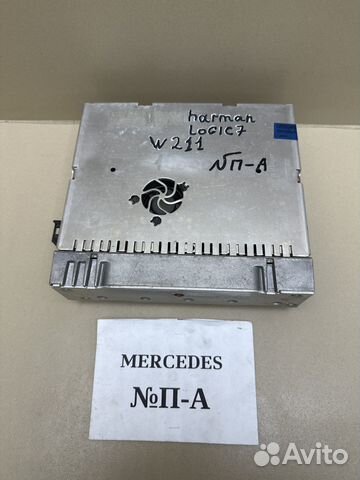 harman
LOGIC7
W211
№П-А
MERCEDES
№П-А
Avito